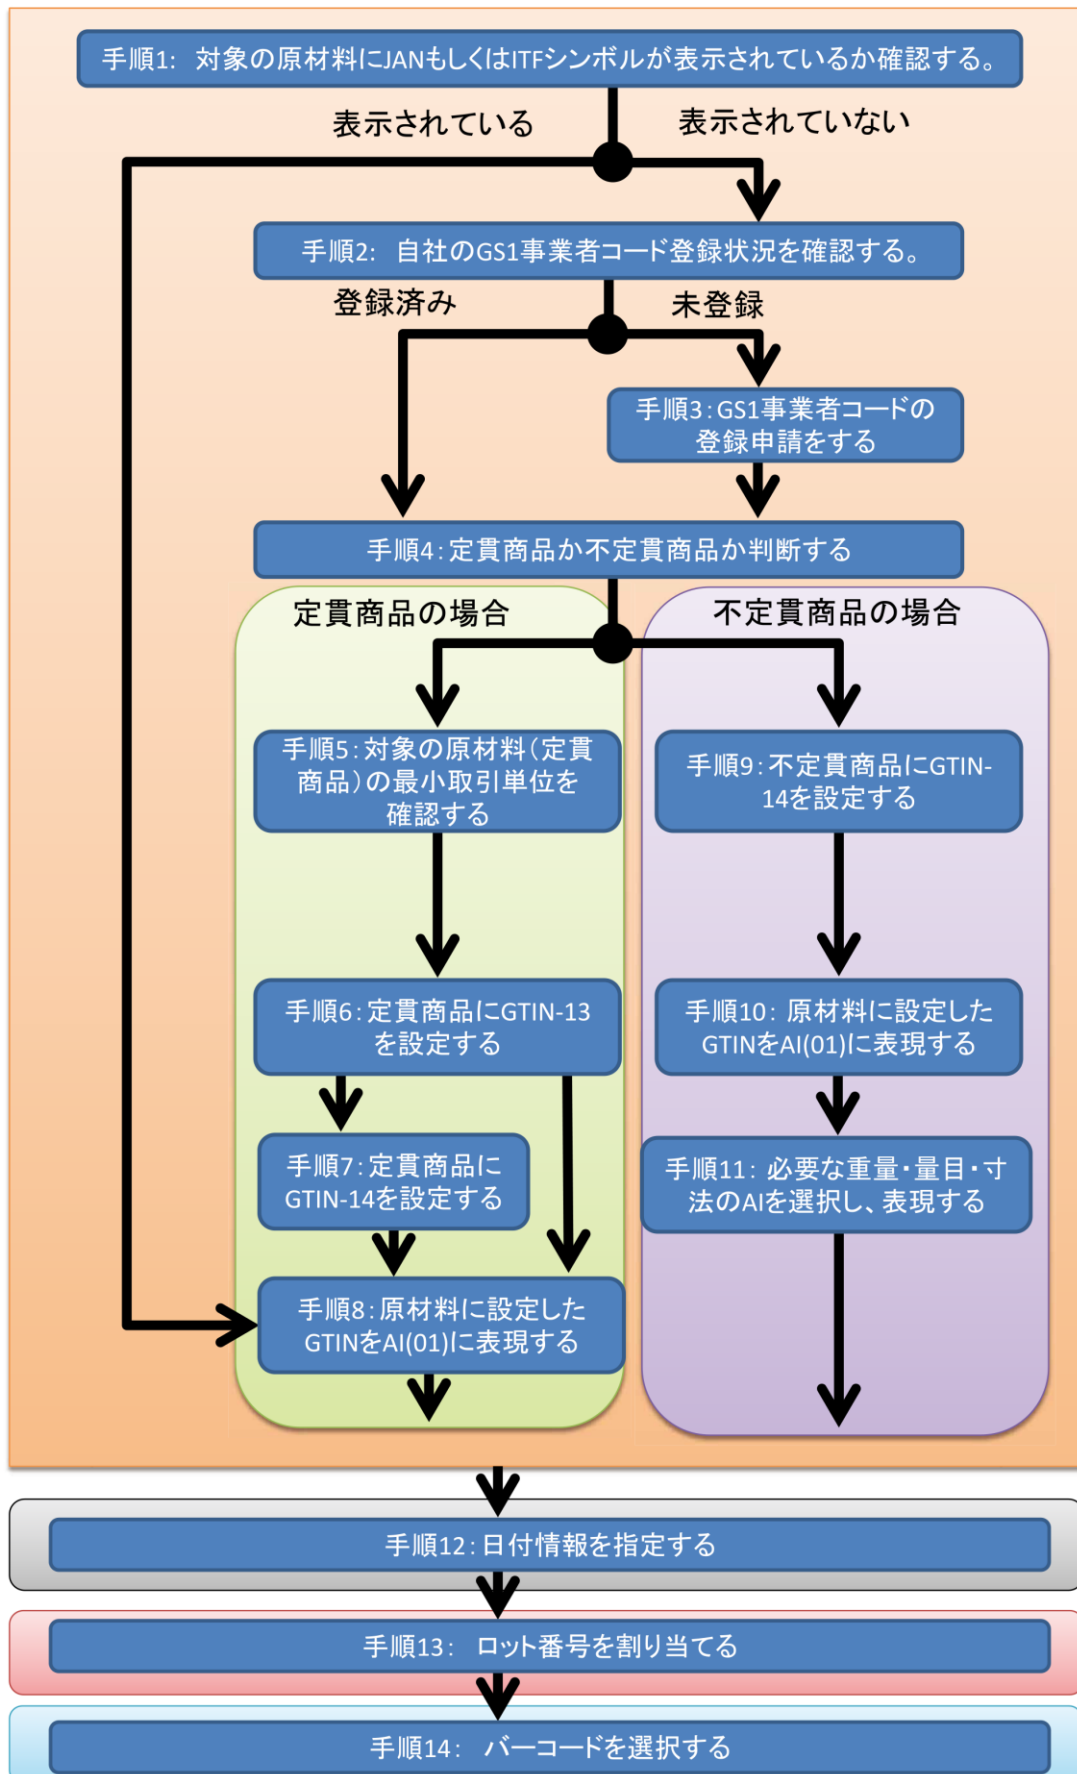 手順1: 対象の原材料にJANもしくはITFシンボルが表示されているか確認する。
表示されている
表示されていない
手順2: 自社のGS1事業者コード登録状況を確認する。
登録済み
未登録
手順3:GS1事業者コードの
登録申請をする
手順4:定貫商品か不定貫商品か判断する
定貫商品の場合
不定貫商品の場合
手順5:対象の原材料(定貫
商品)の最小取引単位を
確認する
手順9:不定貫商品にGTIN-
14を設定する
手順6:定貫商品にGTIN-13
を設定する
手順10: 原材料に設定した
GTINをAI(01)に表現する
手順7:定貫商品に
GTIN-14を設定する
手順11: 必要な重量・量目・寸
法のAIを選択し、表現する
手順8:原材料に設定した
GTINをAI(01)に表現する
手順12:日付情報を指定する
手順13: ロット番号を割り当てる
手順14: バーコードを選択する